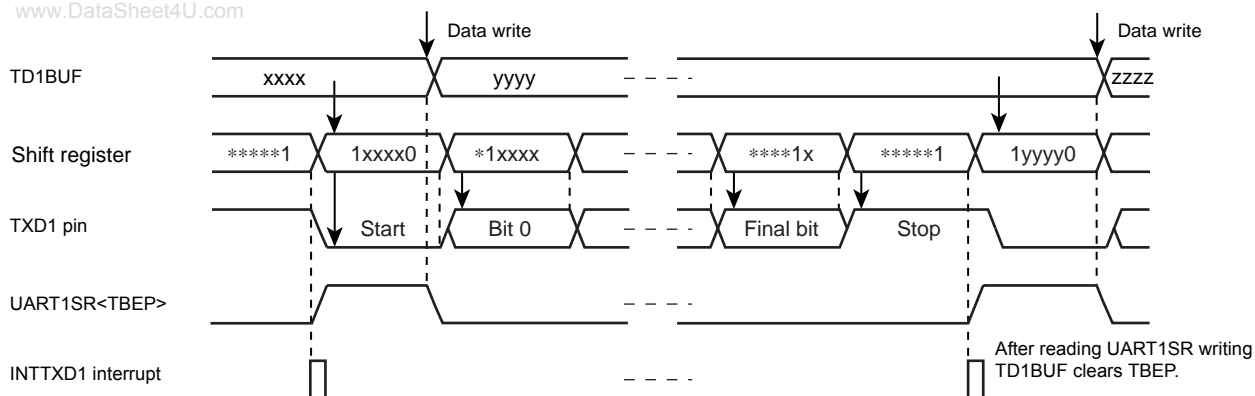 www.DataSheet4U.com
Data write
Data write
TD1BUF
xxxx
yyyy
zzzz
Shift register
*****1
1xxxx0
*1xxxx
****1x
*****1
1yyyy0
TXD1 pin
Start
Bit 0
Final bit
Stop
UART1SR<TBEP>
After reading UART1SR writing
TD1BUF clears TBEP.
INTTXD1 interrupt